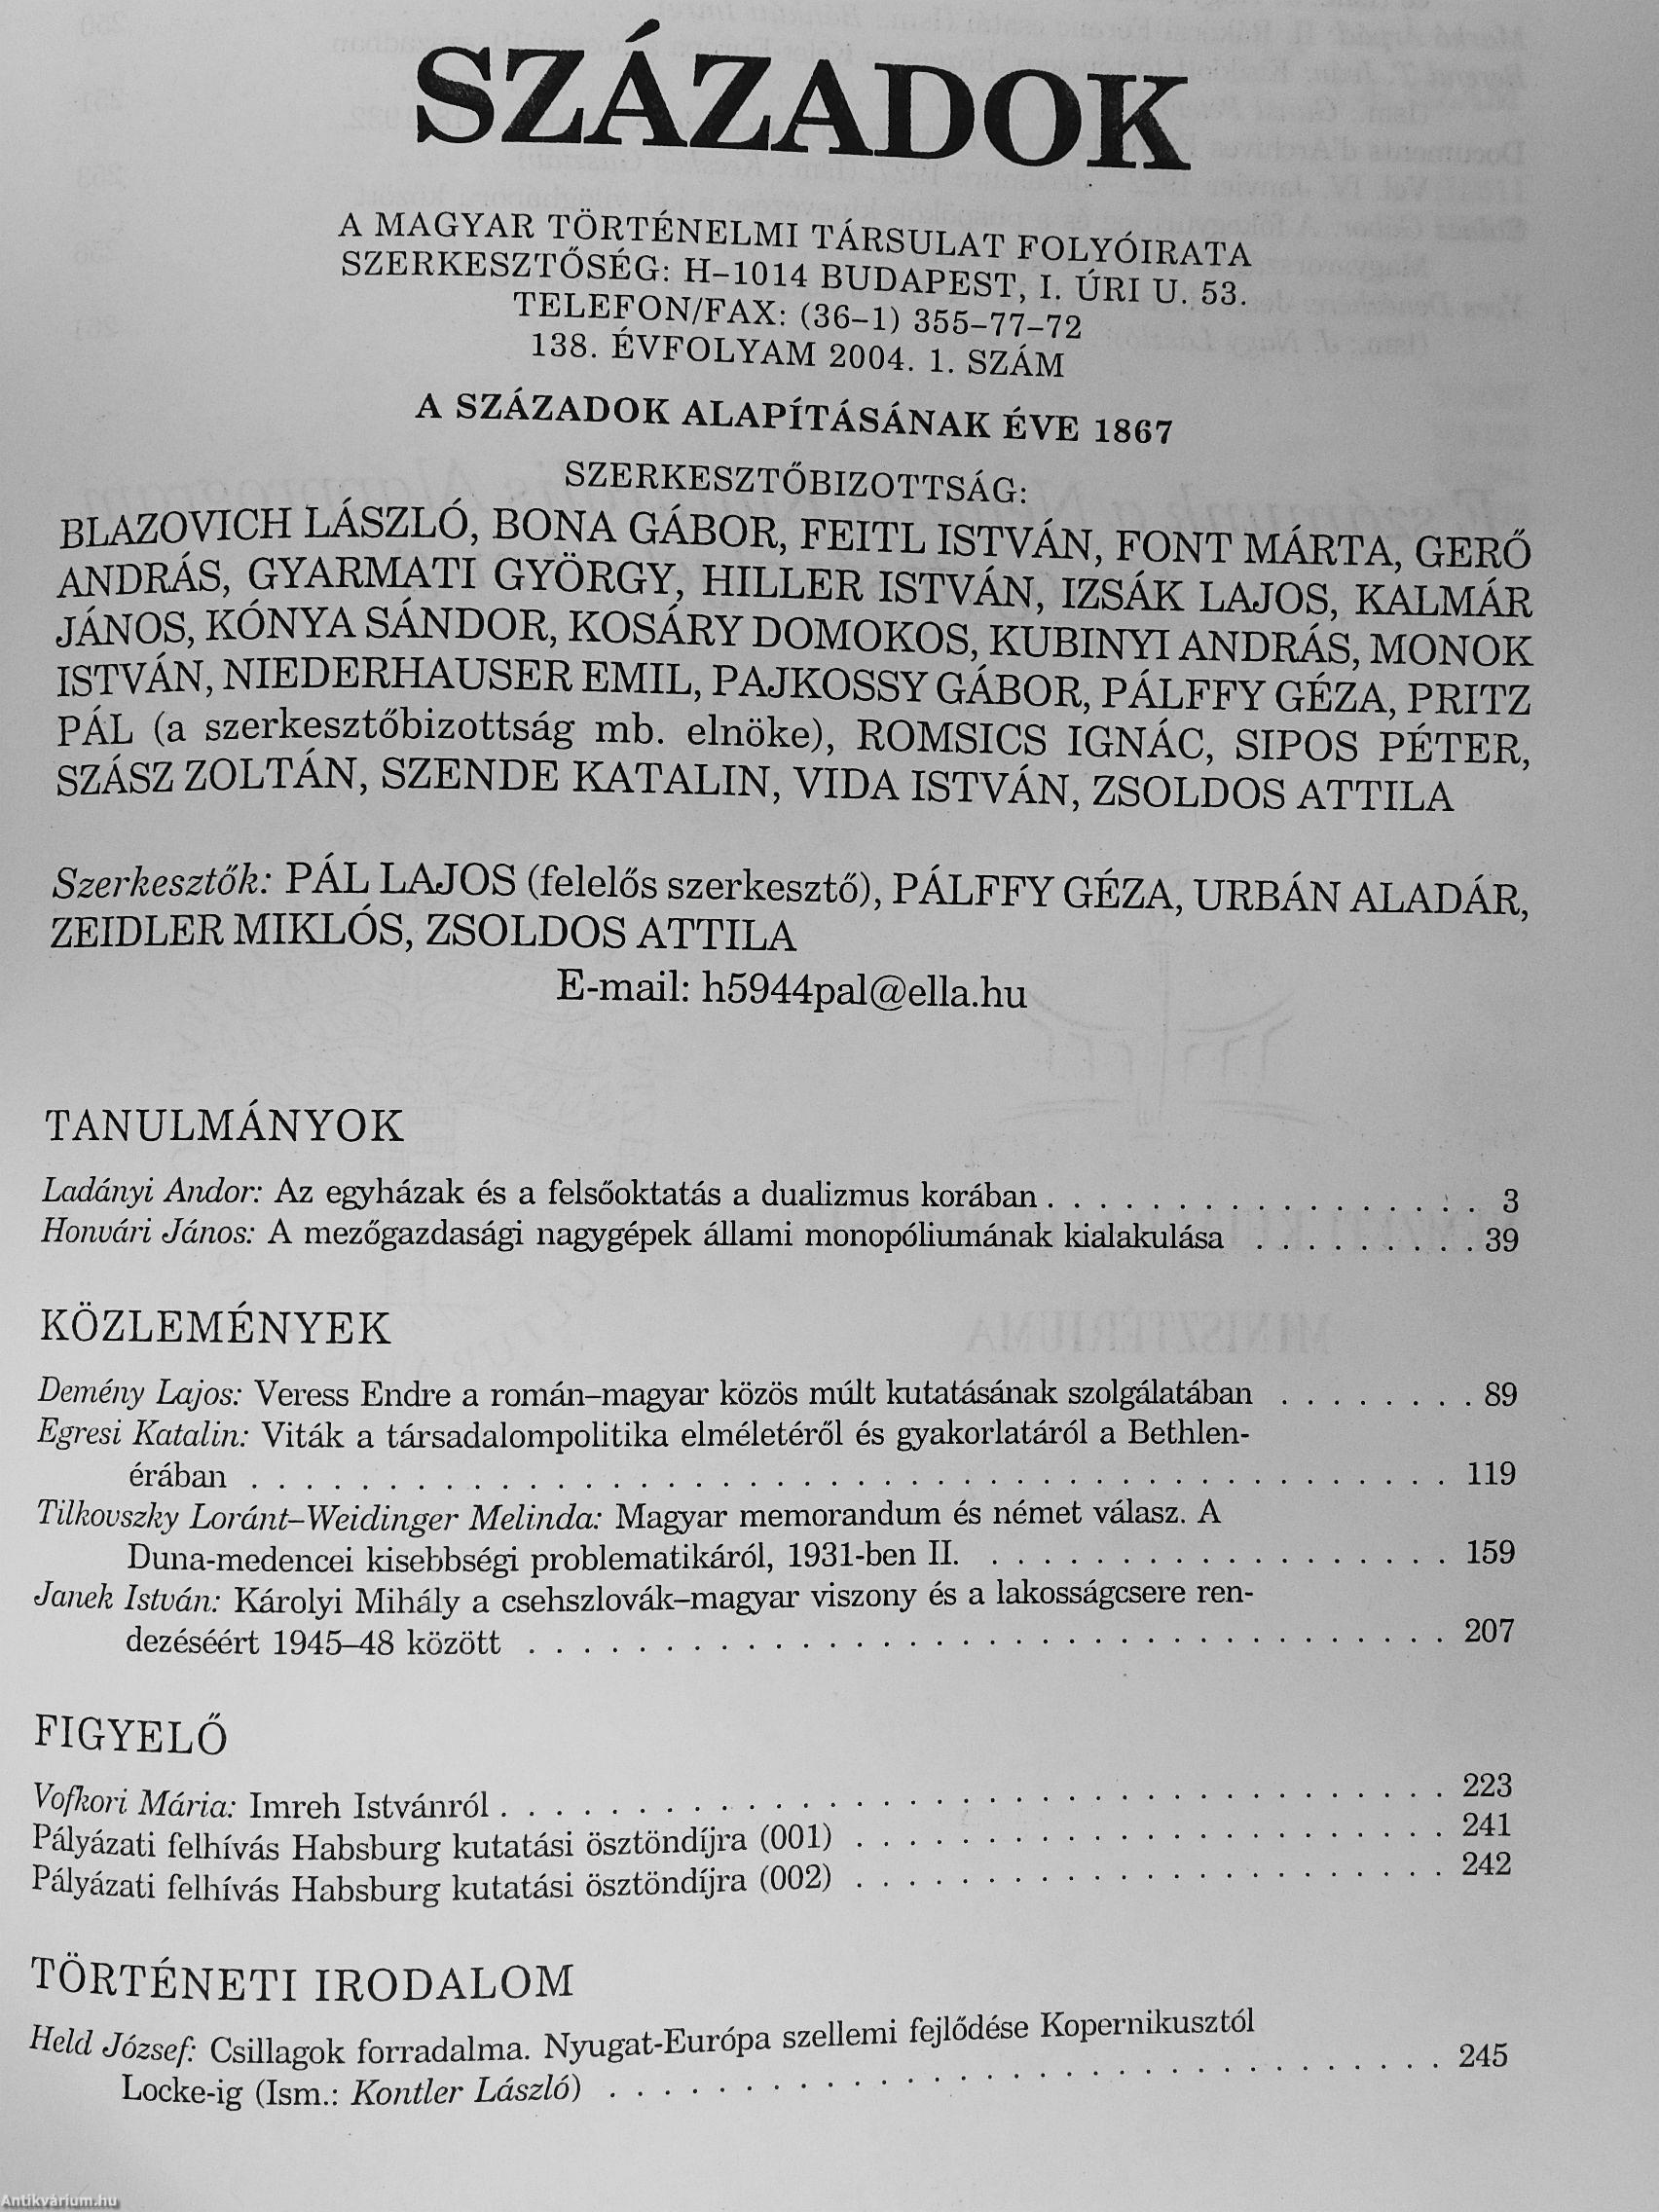 SZÁZADOK
A MAGYAR TÖRTÉNELMI TÁRSULAT FOLYÓIRATA
SZERKESZTŐSÉG: H–1014 BUDAPEST, I. ÚRI U. 53.
TELEFON/FAX: (36–1) 355–77–72
138. ÉVFOLYAM 2004. 1. SZÁM
A SZÁZADOK ALAPÍTÁSÁNAK ÉVE 1867
SZERKESZTŐBIZOTTSÁG:
BLAZOVICH LÁSZLÓ, BONA GÁBOR, FEITL ISTVÁN, FONT MÁRTA, GERŐ
ANDRÁS, GYARMATI GYÖRGY, HILLER ISTVÁN, IZSÁK LAJOS, KALMÁR
JÁNOS, KÓNYA SÁNDOR, KOSÁRY DOMOKOS, KUBINYI ANDRÁS, MONOK
ISTVÁN, NIEDERHAUSER EMIL, PAJKOSSY GÁBOR, PÁLFFY GÉZA, PRITZ
PÁL (a szerkesztőbizottság mb. elnöke), ROMSICS IGNÁC, SIPOS PÉTER,
SZÁSZ ZOLTÁN, SZENDE KATALIN, VIDA ISTVÁN, ZSOLDOS ATTILA
Szerkesztők: PÁL LAJOS (felelős szerkesztő), PÁLFFY GÉZA, URBÁN ALADÁR,
ZEIDLER MIKLÓS, ZSOLDOS ATTILA
E-mail: h5944pal@ella.hu
TANULMÁNYOK
Ladányi Andor: Az egyházak és a felsőoktatás a dualizmus korában . . . . . . . . . . . . . . . . 3
Honvári János: A mezőgazdasági nagygépek állami monopóliumának kialakulása . . . . . . . . . 39
KÖZLEMÉNYEK
Demény Lajos: Veress Endre a román–magyar közös múlt kutatásának szolgálatában . . . . . . . . 89
Egresi Katalin: Viták a társadalompolitika elméletéről és gyakorlatáról a Bethlen-
érában . . . . . . . . . . . . . . . . . . . . . . . . . . . . . . . . . . . . . . . . . . . . 119
Tilkovszky Loránt–Weidinger Melinda: Magyar memorandum és német válasz. A
Duna-medencei kisebbségi problematikáról, 1931-ben II. . . . . . . . . . . . . . . . . . 159
Janek István: Károlyi Mihály a csehszlovák–magyar viszony és a lakosságcsere ren-
dezéséért 1945–48 között . . . . . . . . . . . . . . . . . . . . . . . . . . . . . . . . . . 207
FIGYELŐ
Vofkori Mária: Imreh Istvánról . . . . . . . . . . . . . . . . . . . . . . . . . . . . . . . . . . . 223
Pályázati felhívás Habsburg kutatási ösztöndíjra (001) . . . . . . . . . . . . . . . . . . . . . . 241
Pályázati felhívás Habsburg kutatási ösztöndíjra (002) . . . . . . . . . . . . . . . . . . . . . . 242
TÖRTÉNETI IRODALOM
Held József: Csillagok forradalma. Nyugat-Európa szellemi fejlődése Kopernikusztól
Locke-ig (Ism.: Kontler László) . . . . . . . . . . . . . . . . . . . . . . . . . . . . . . . 245
Antikvárium.hu